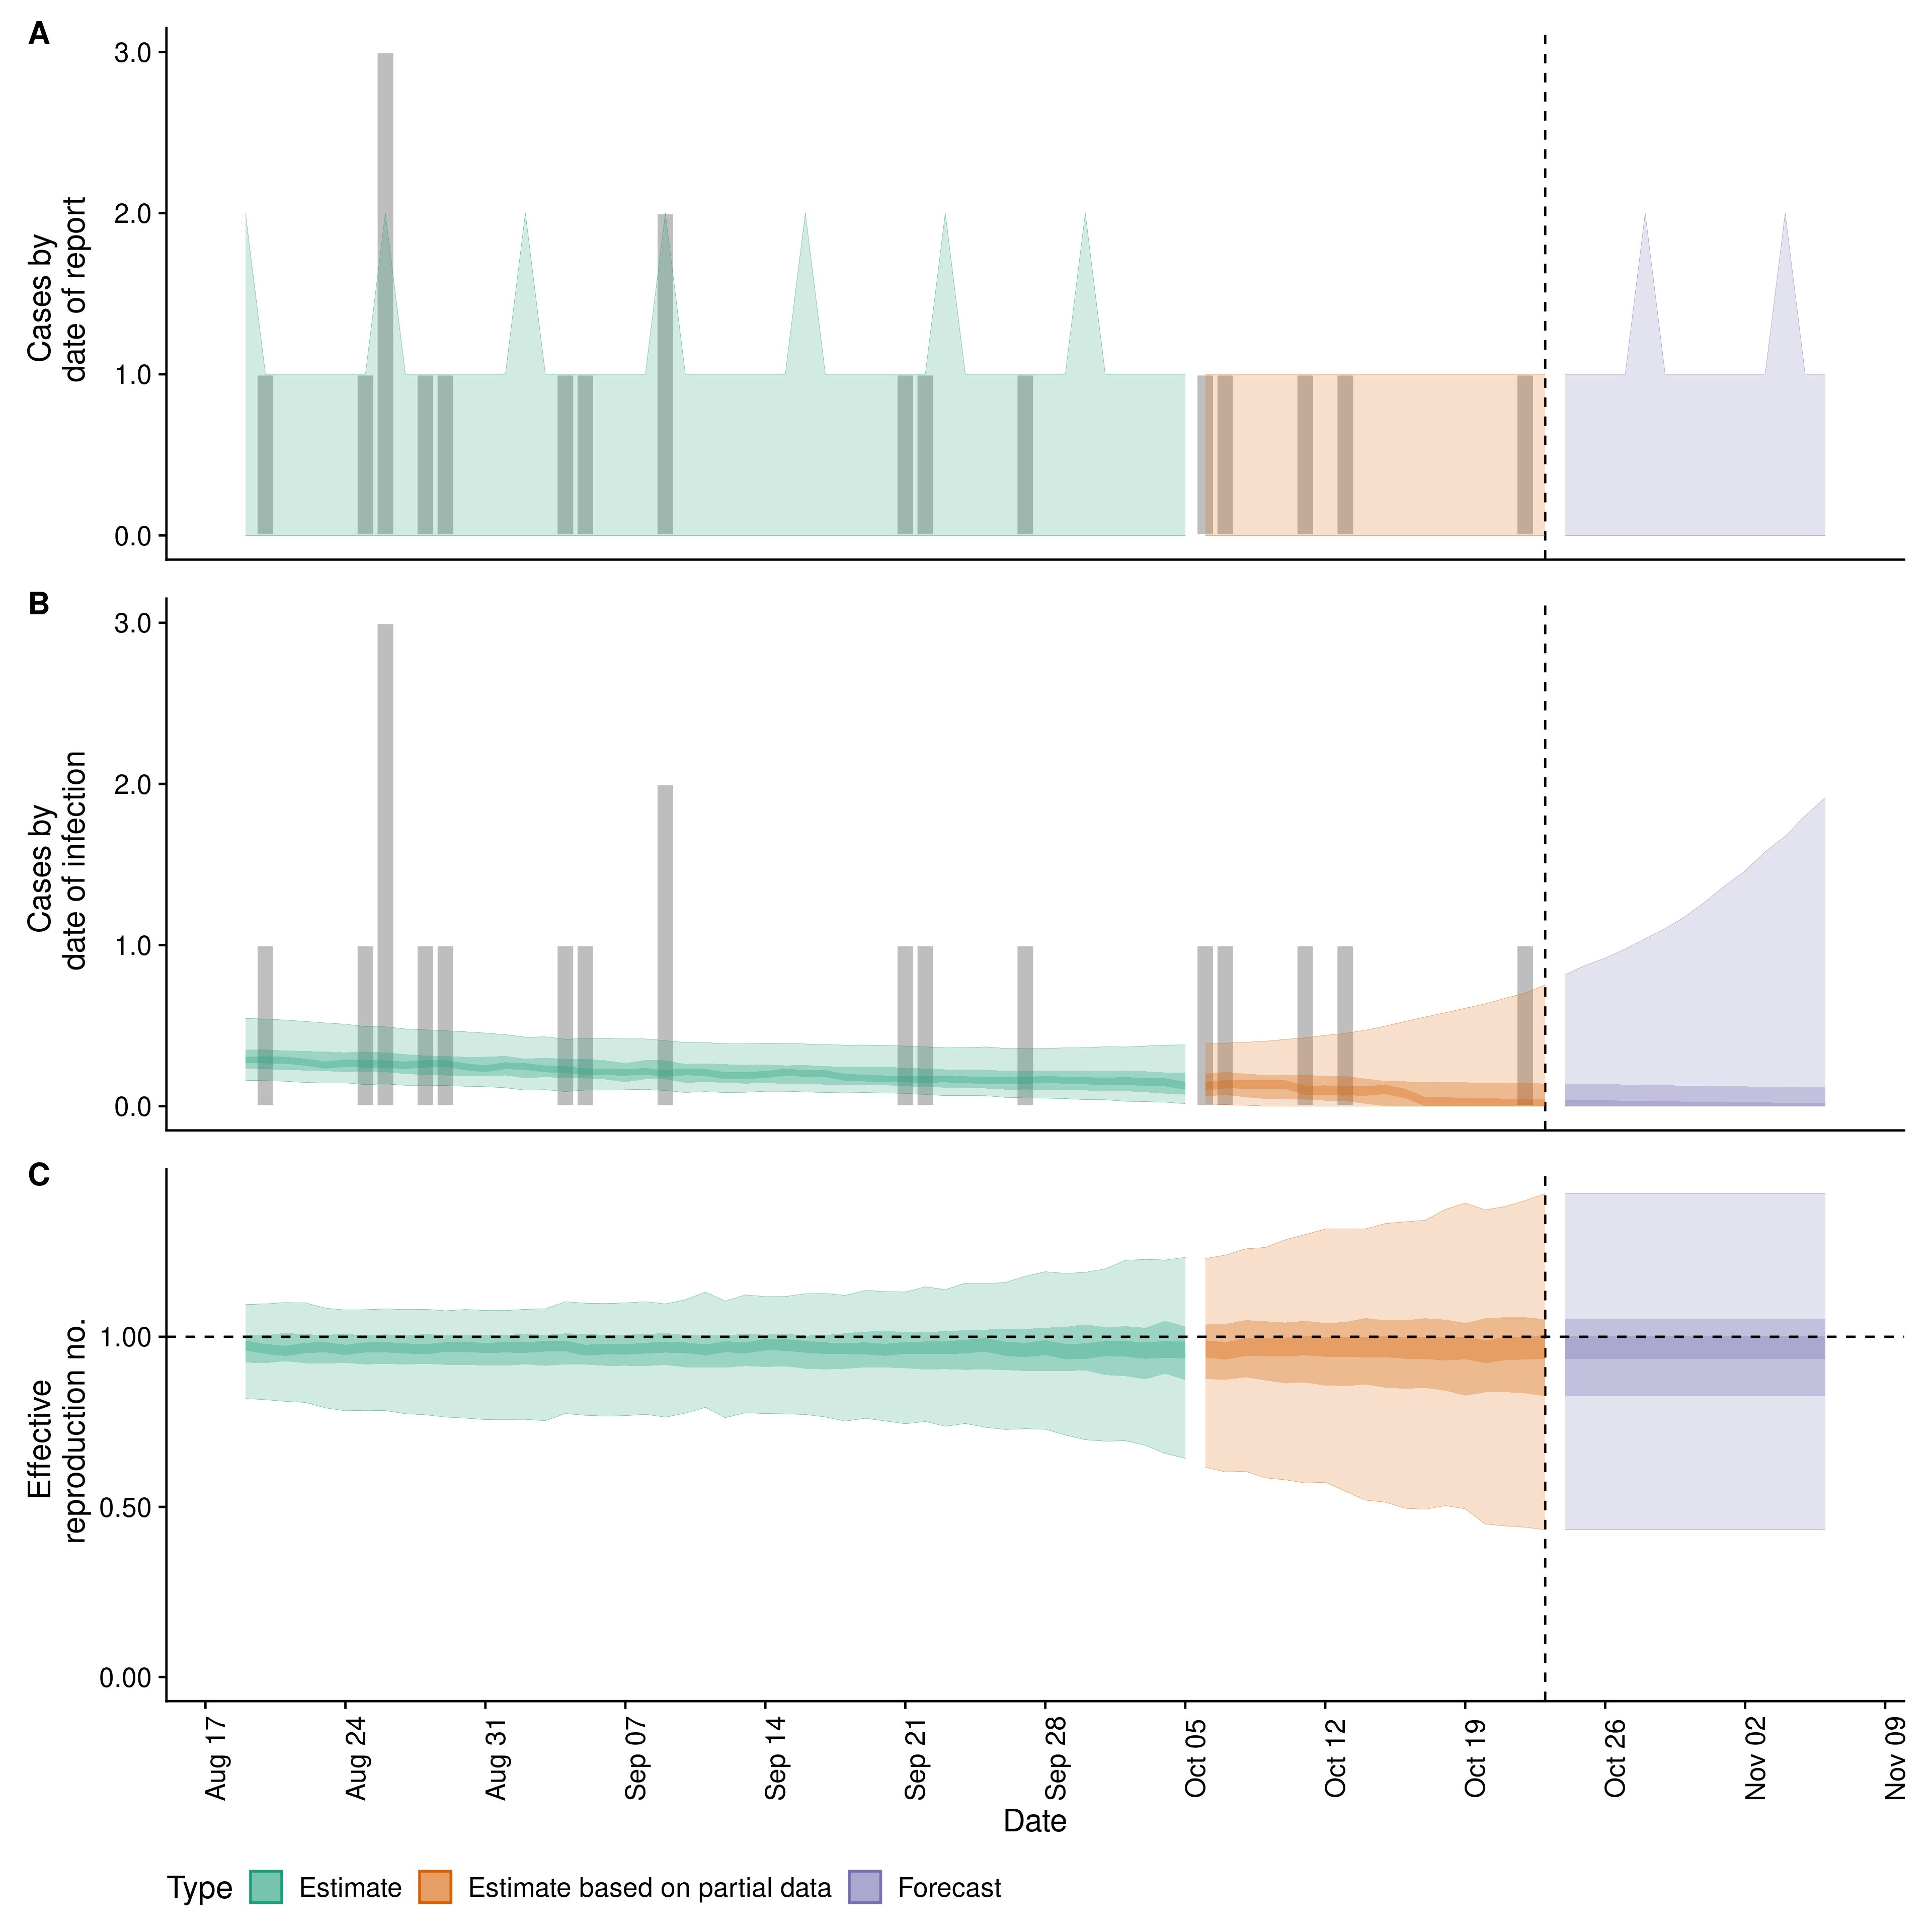 A
Cases by
date of report
3.0
2.0
1.0
0.0
B
Cases by
date of infection
3.0
2.0
1.0
0.0
C
Effective
reproduction no.
1.00
0.50
0.00
Aug 17
Aug 24
Aug 31
Sep 07
Sep 14
Sep 21
Sep 28
Oct 05
Oct 12
Oct 19
Oct 26
Nov 02
Nov 09
Date
Type Estimate Estimate based on partial data Forecast